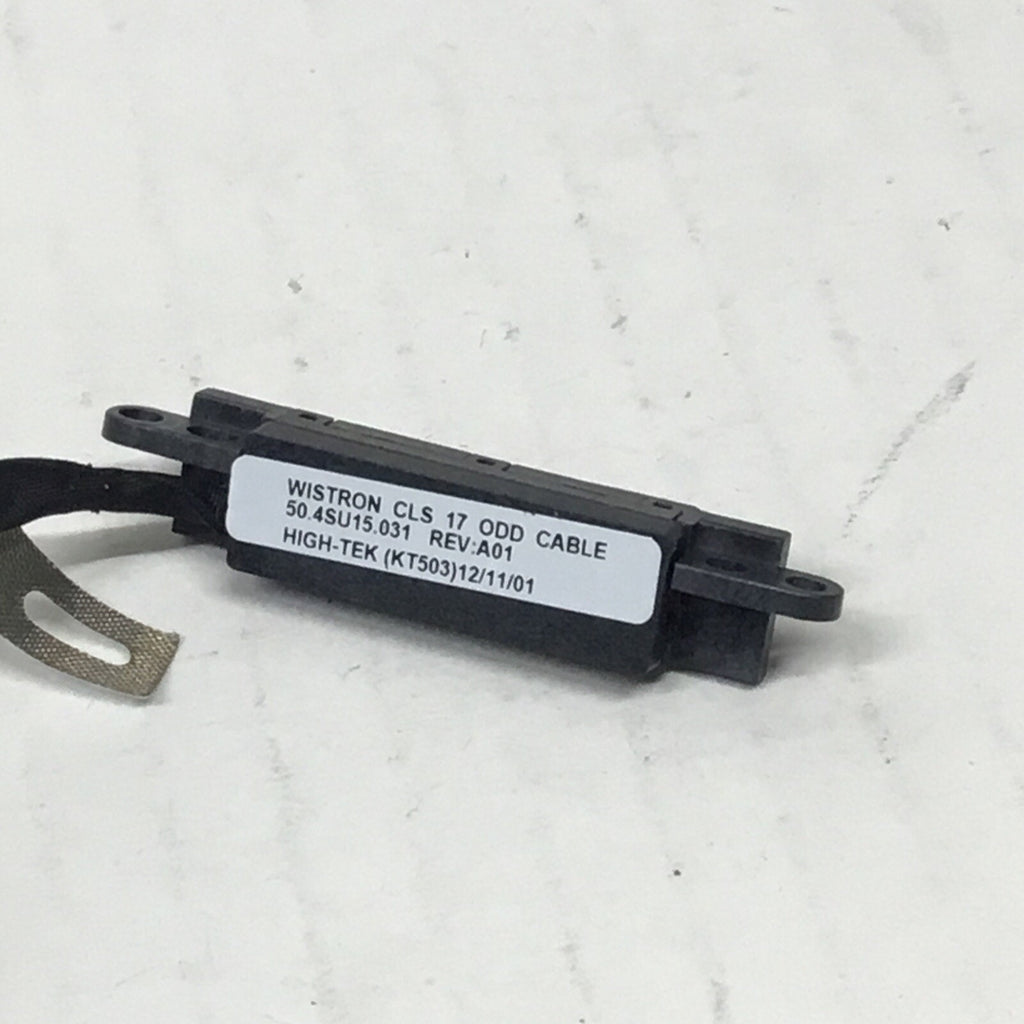 WISTRON CLS 17 ODD CABLE
50.4SU15.031 REV:A01
HIGH-TEK (KT503)12/11/01